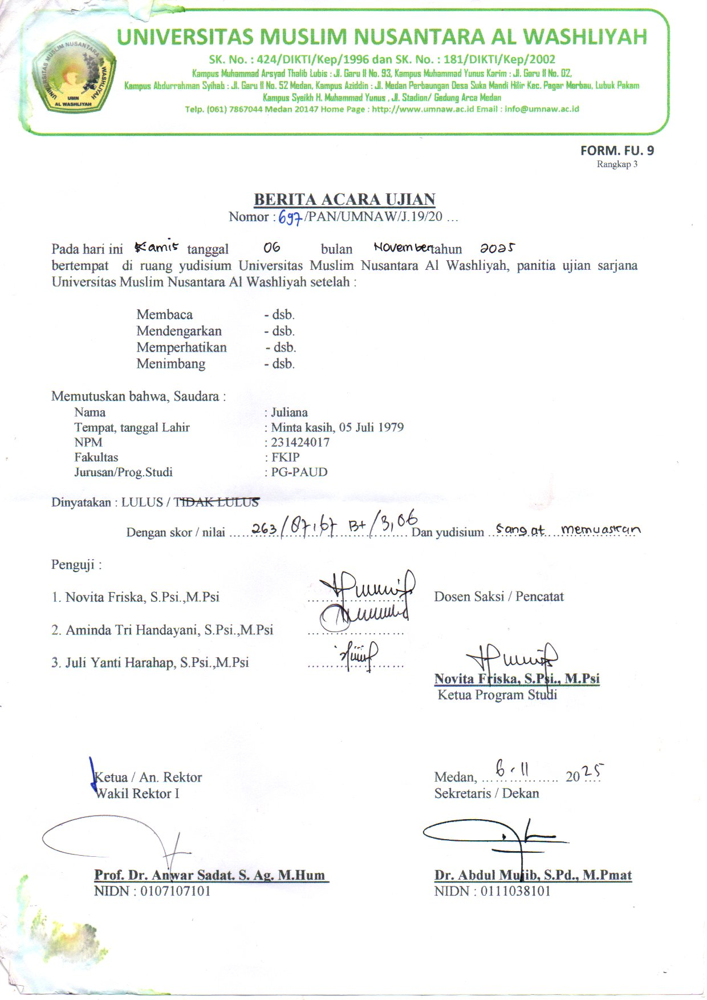 UNIVERSITAS MUSLIM NUSANTARA AL WASHLIYAH
SK. No. : 424/DIKTI/Kep/1996 dan SK. No. : 181/DIKTI/Kep/2002
Kampus Muhammad Arsyad Thalib Lubis : Jl. Garu II No. 93, Kampus Muhammad Yunus Karim : Jl. Garu II No. 02,
Kampus Abdurrahman Syihab : Jl. Garu II No. 52 Medan, Kampus Aziddin : Jl. Medan Perbaungan Desa Suka Mandi Hilir Kec. Pagar Merbau, Lubuk Pakam
Kampus Syeikh H. Muhammad Yunus , Jl. Stadion/ Gedung Arca Medan
Telp. (061) 7867044 Medan 20147 Home Page : http://www.umnaw.ac.id Email : info@umnaw.ac.id
UNIVERSITAS MUSLIM NUSANTARA AL WASHLIYAH
UMN
AL WASHLIYAH
FORM. FU. 9
Rangkap 3
BERITA ACARA UJIAN
Nomor : 697/PAN/UMNAW/J.19/20 ...
Pada hari ini Kamis tanggal 06 bulan November tahun 2025
bertempat di ruang yudisium Universitas Muslim Nusantara Al Washliyah, panitia ujian sarjana
Universitas Muslim Nusantara Al Washliyah setelah :
Membaca - dsb.
Mendengarkan - dsb.
Memperhatikan - dsb.
Menimbang - dsb.
Memutuskan bahwa, Saudara :
Nama : Juliana
Tempat, tanggal Lahir : Minta kasih, 05 Juli 1979
NPM : 231424017
Fakultas : FKIP
Jurusan/Prog.Studi : PG-PAUD
Dinyatakan : LULUS / TIDAK LULUS
Dengan skor / nilai 263/87,67 B+/3,06 Dan yudisium sangat memuaskan
Penguji :
1. Novita Friska, S.Psi.,M.Psi ........................ Dosen Saksi / Pencatat
2. Aminda Tri Handayani, S.Psi.,M.Psi ........................
3. Juli Yanti Harahap, S.Psi.,M.Psi ........................
Novita Friska, S.Psi., M.Psi
Ketua Program Studi
Ketua / An. Rektor
Wakil Rektor I
Medan, 6-11 2025
Sekretaris / Dekan
Prof. Dr. Anwar Sadat. S. Ag. M.Hum
NIDN : 0107107101
Dr. Abdul Mujib, S.Pd., M.Pmat
NIDN : 0111038101